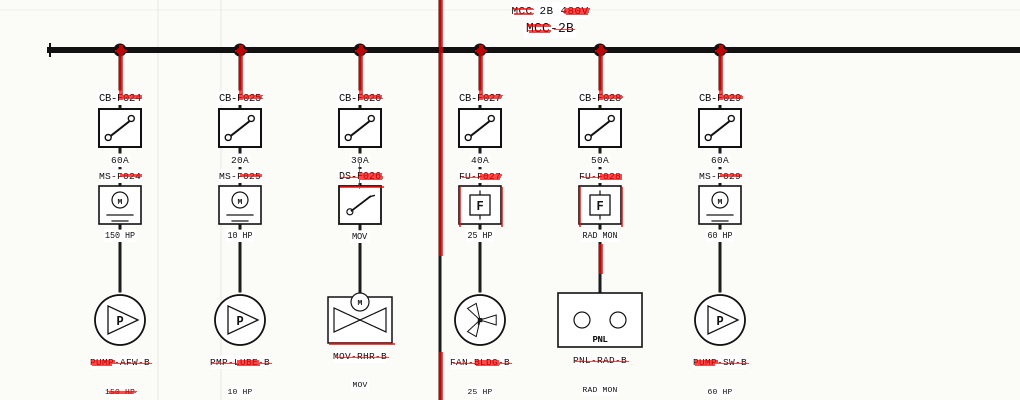 MCC 2B 480V
MCC-2B
CB-F024 CB-F025 CB-F026 CB-F027 CB-F028 CB-F029
60A 20A 30A 40A 50A 60A
MS-F024 MS-F025 DS-F026 FU-F027 FU-F028 MS-F029
M M F F M
150 HP 10 HP MOV 25 HP RAD MON 60 HP
M
P P P
PNL
PUMP-AFW-B PMP-LUBE-B MOV-RHR-B FAN-BLDG-B PNL-RAD-B PUMP-SW-B
150 HP 10 HP MOV 25 HP RAD MON 60 HP